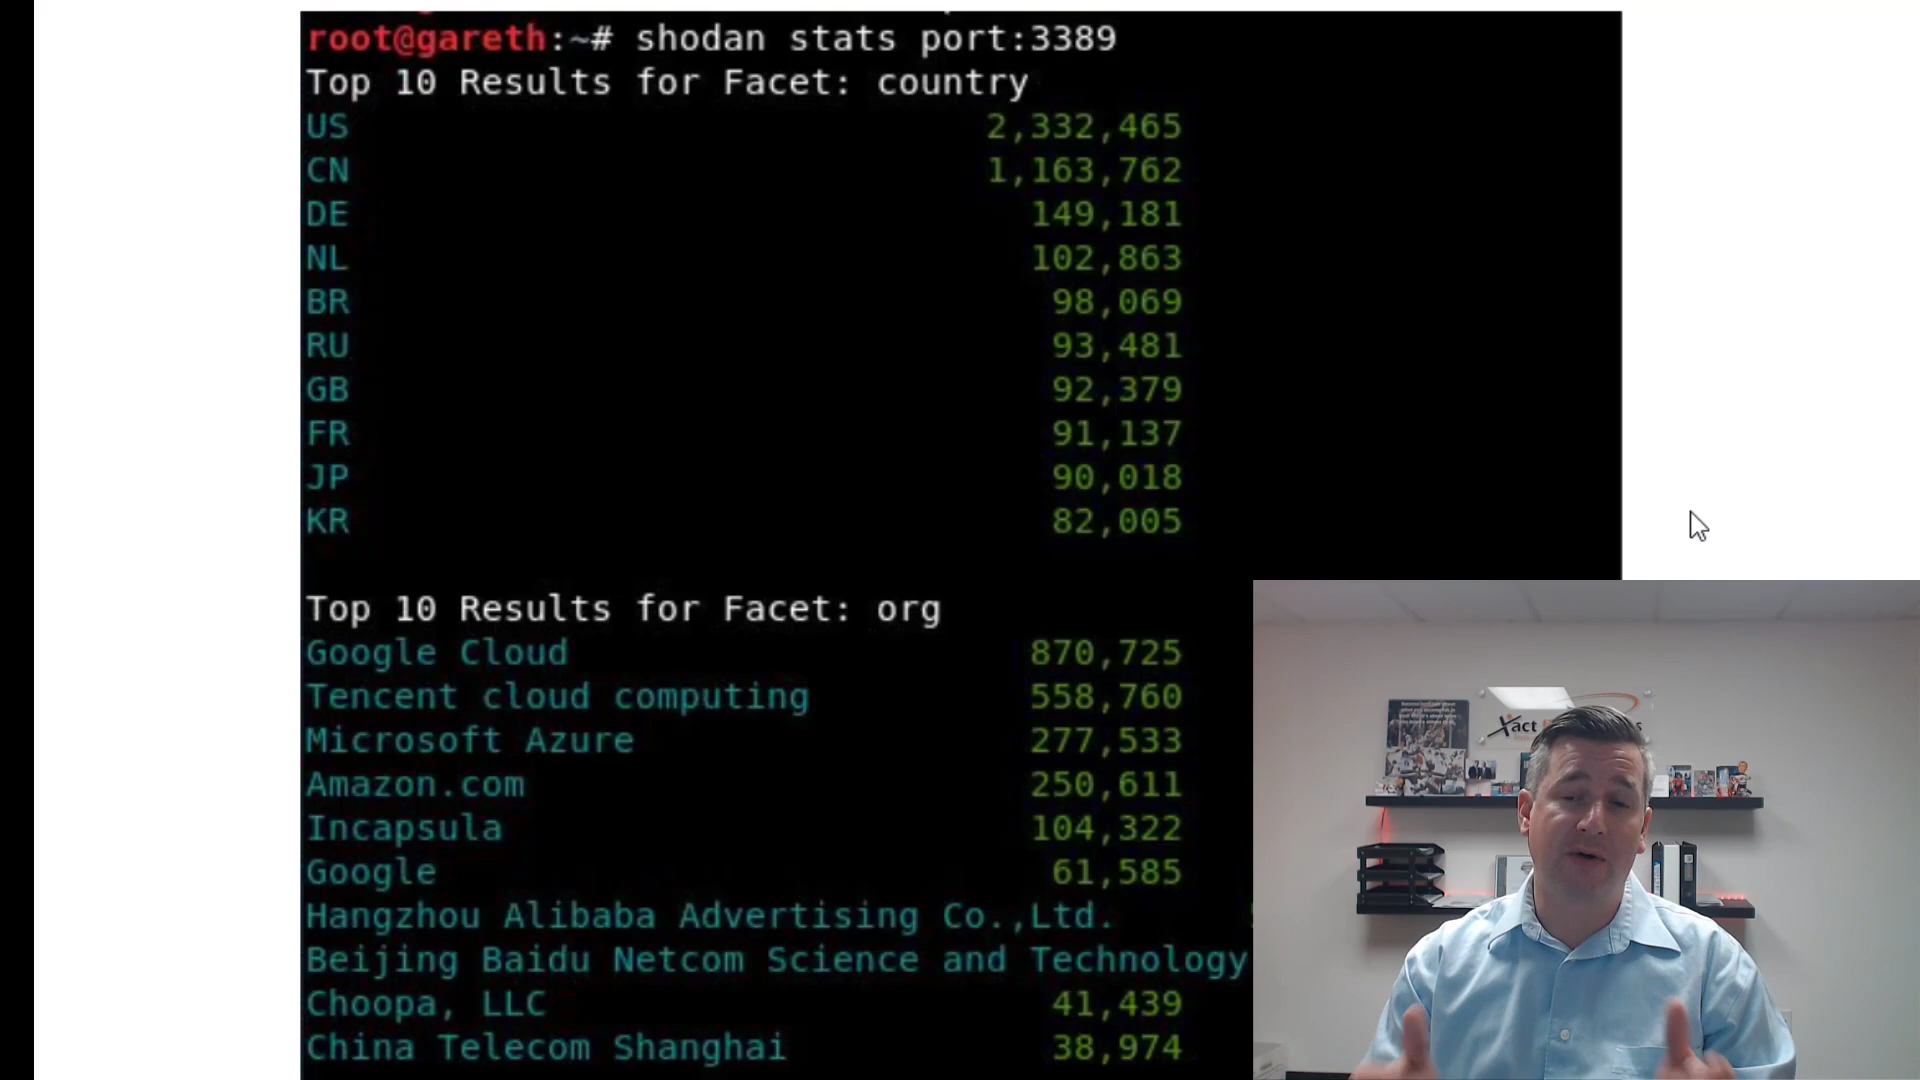 root@gareth:~# shodan stats port:3389
Top 10 Results for Facet: country
US 2,332,465
CN 1,163,762
DE 149,181
NL 102,863
BR 98,069
RU 93,481
GB 92,379
FR 91,137
JP 90,018
KR 82,005
Top 10 Results for Facet: org
Google Cloud 870,725
Tencent cloud computing 558,760
Microsoft Azure 277,533
Amazon.com 250,611
Incapsula 104,322
Google 61,585
Hangzhou Alibaba Advertising Co.,Ltd.
Beijing Baidu Netcom Science and Technology
Choopa, LLC 41,439
China Telecom Shanghai 38,974